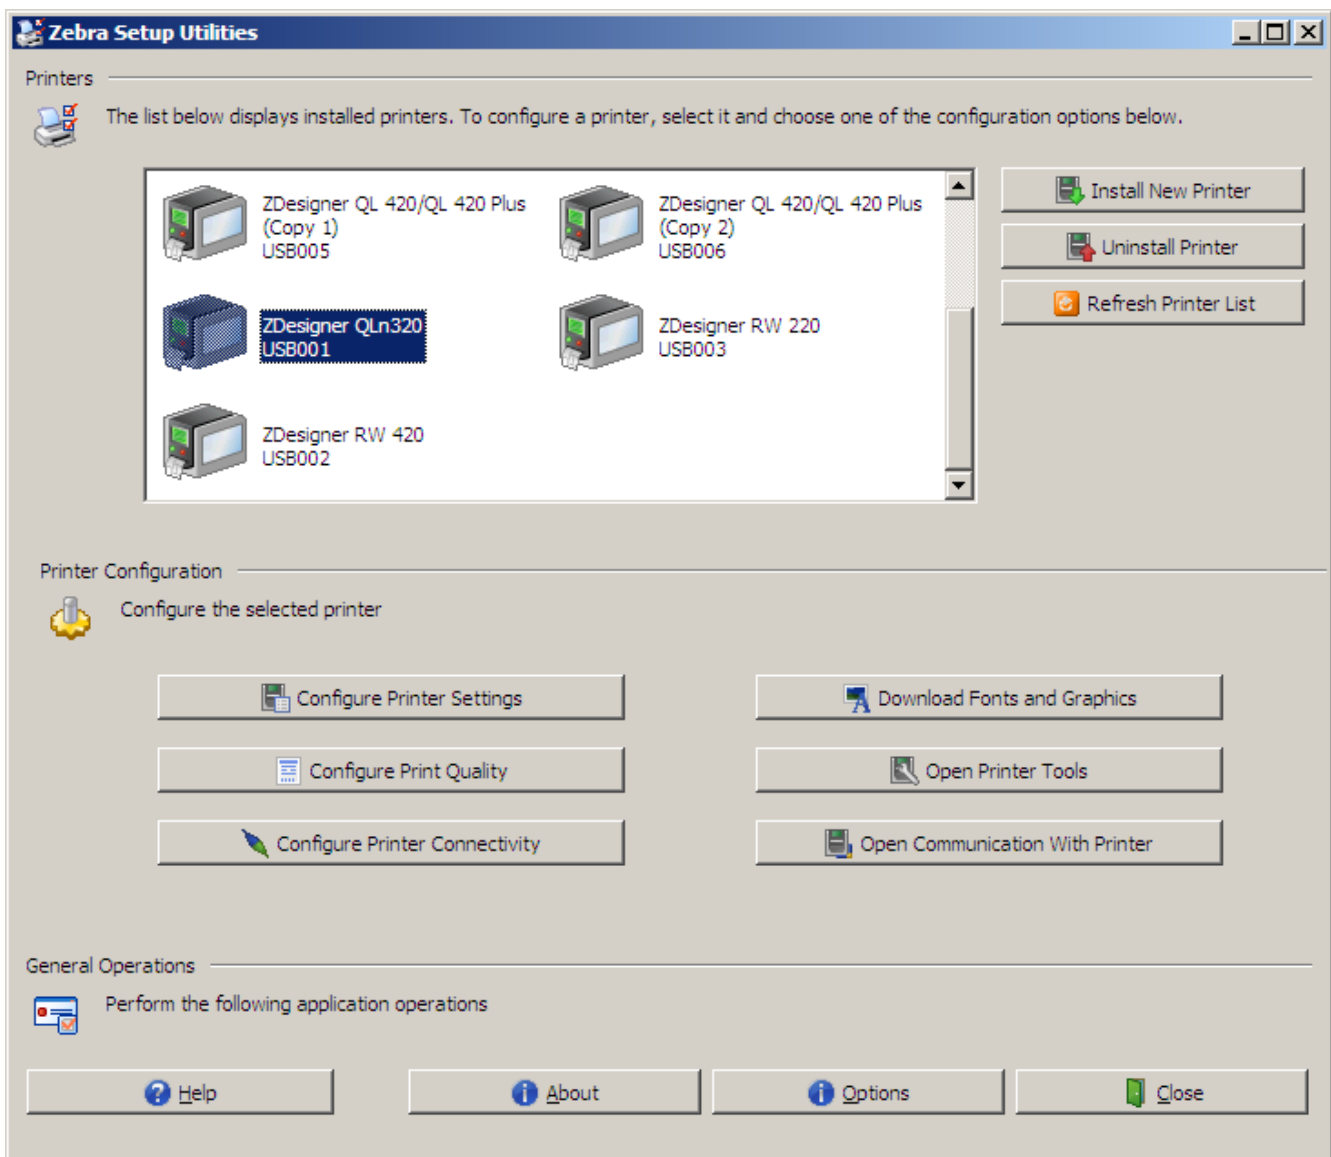 Zebra Setup Utilities
Printers
The list below displays installed printers. To configure a printer, select it and choose one of the configuration options below.
ZDesigner QL 420/QL 420 Plus
(Copy 1)
USB005
ZDesigner QL 420/QL 420 Plus
(Copy 2)
USB006
ZDesigner QLn320
USB001
ZDesigner RW 220
USB003
ZDesigner RW 420
USB002
Install New Printer
Uninstall Printer
Refresh Printer List
Printer Configuration
Configure the selected printer
Configure Printer Settings
Download Fonts and Graphics
Configure Print Quality
Open Printer Tools
Configure Printer Connectivity
Open Communication With Printer
General Operations
Perform the following application operations
Help
About
Options
Close